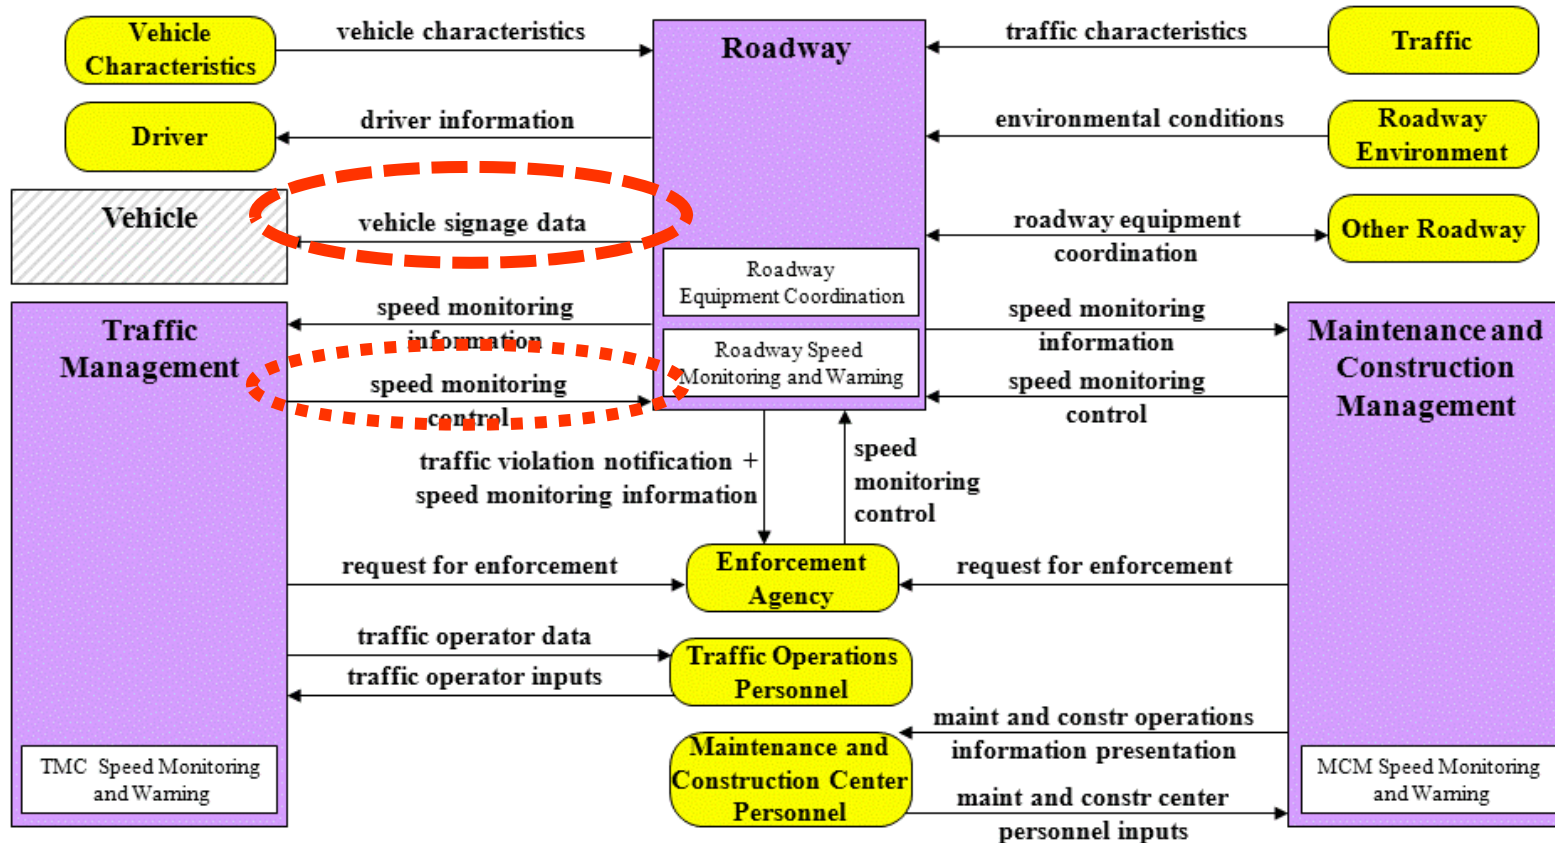 Vehicle
Characteristics
vehicle characteristics
Roadway
traffic characteristics
Traffic
Driver
driver information
environmental conditions
Roadway
Environment
Vehicle
vehicle signage data
roadway equipment
coordination
Other Roadway
Roadway
Equipment Coordination
Traffic
Management
speed monitoring
information
speed monitoring
control
Roadway Speed
Monitoring and Warning
speed monitoring
information
speed monitoring
control
Maintenance and
Construction
Management
traffic violation notification +
speed monitoring information
speed
monitoring
control
request for enforcement
Enforcement
Agency
request for enforcement
traffic operator data
traffic operator inputs
Traffic Operations
Personnel
maint and constr operations
information presentation
Maintenance and
Construction Center
Personnel
maint and constr center
personnel inputs
TMC Speed Monitoring
and Warning
MCM Speed Monitoring
and Warning